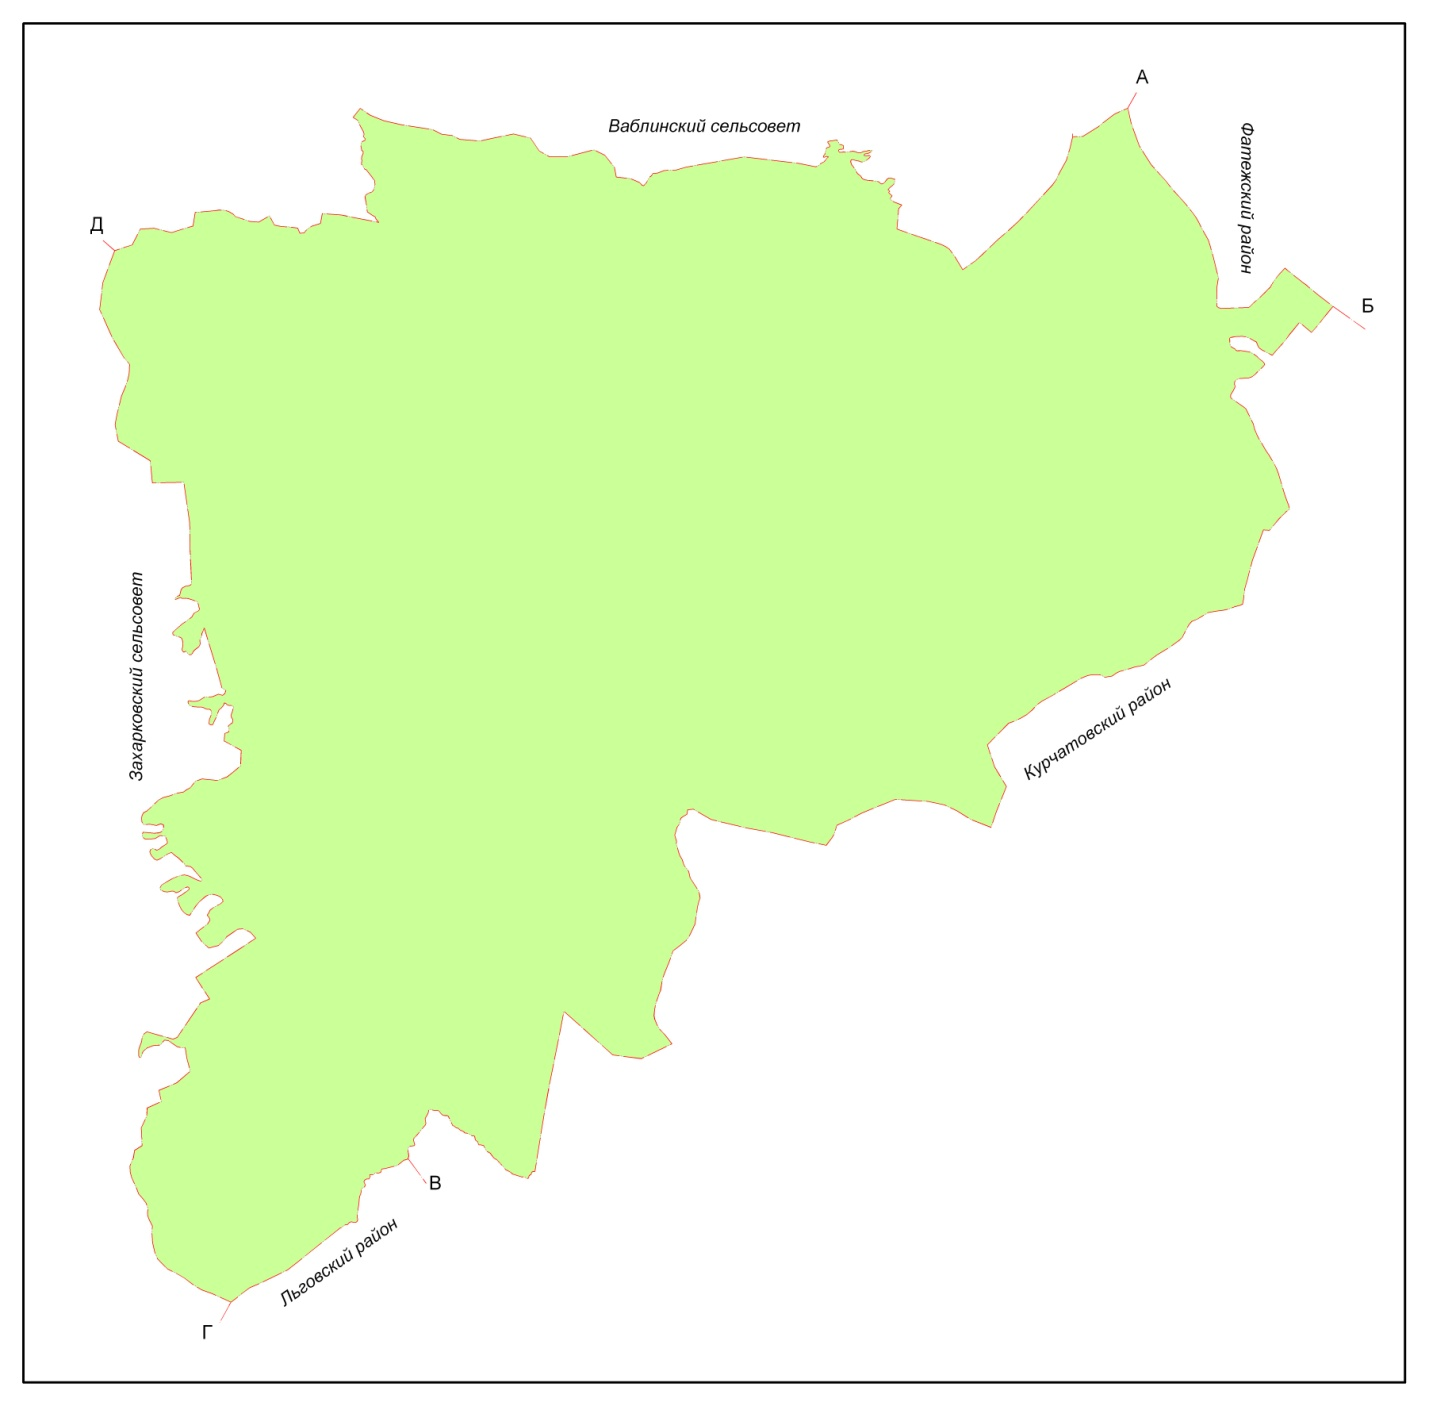 А
Ваблинский сельсовет
Фатежский район
Д
Б
Захарковский сельсовет
Курчатовский район
В
Льговский район
Г